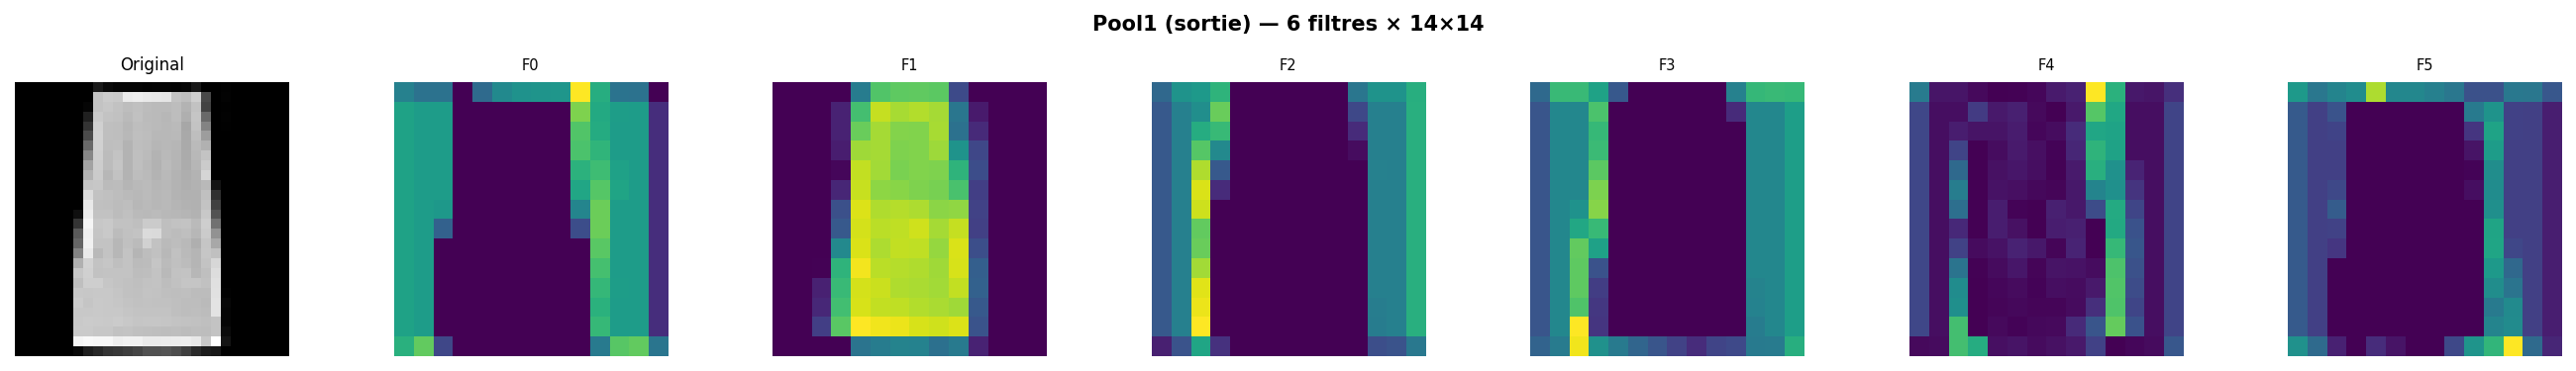 Pool1 (sortie) — 6 filtres × 14×14
Original F0 F1 F2 F3 F4 F5